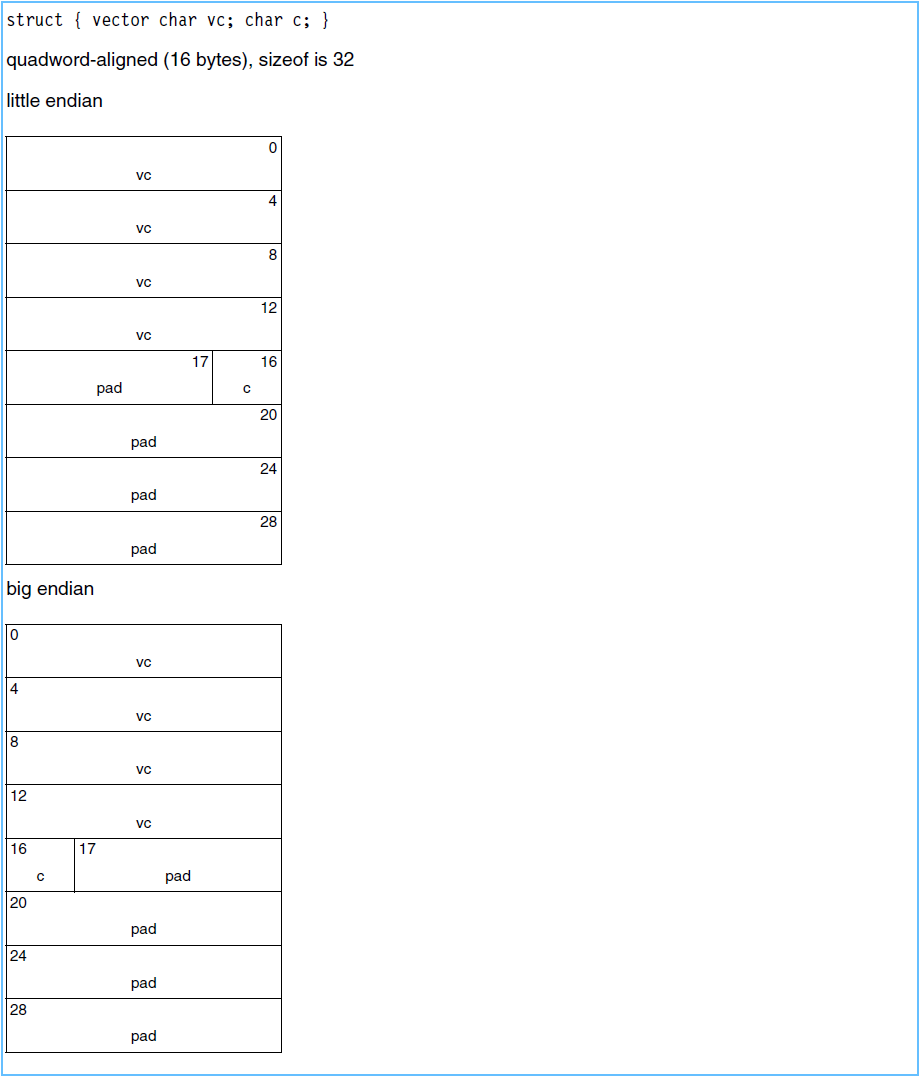 struct { vector char vc; char c; }
quadword-aligned (16 bytes), sizeof is 32
little endian
0
vc
4
vc
8
vc
12
vc
17 16
pad c
20
pad
24
pad
28
pad
big endian
0
vc
4
vc
8
vc
12
vc
16 17
c pad
20
pad
24
pad
28
pad